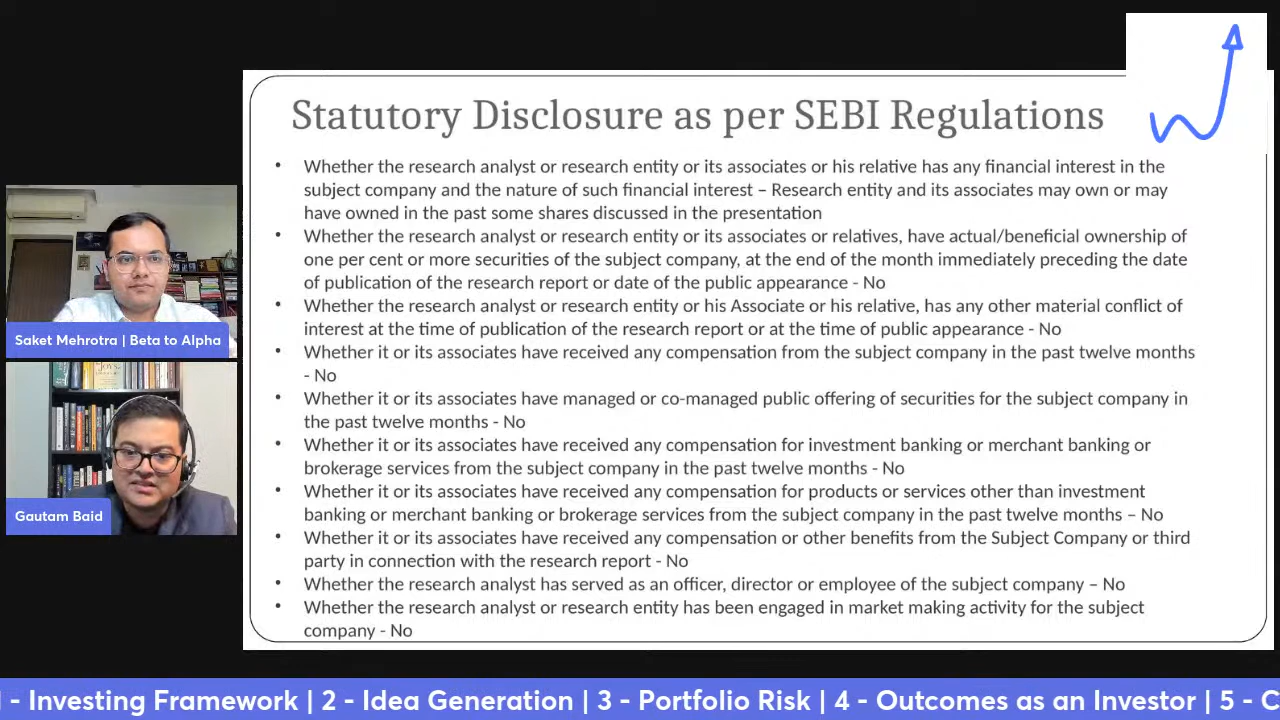 Statutory Disclosure as per SEBI Regulations
• Whether the research analyst or research entity or its associates or his relative has any financial interest in the
subject company and the nature of such financial interest – Research entity and its associates may own or may
have owned in the past some shares discussed in the presentation
• Whether the research analyst or research entity or its associates or relatives, have actual/beneficial ownership of
one per cent or more securities of the subject company, at the end of the month immediately preceding the date
of publication of the research report or date of the public appearance - No
• Whether the research analyst or research entity or his Associate or his relative, has any other material conflict of
interest at the time of publication of the research report or at the time of public appearance - No
• Whether it or its associates have received any compensation from the subject company in the past twelve months
- No
• Whether it or its associates have managed or co-managed public offering of securities for the subject company in
the past twelve months - No
• Whether it or its associates have received any compensation for investment banking or merchant banking or
brokerage services from the subject company in the past twelve months - No
• Whether it or its associates have received any compensation for products or services other than investment
banking or merchant banking or brokerage services from the subject company in the past twelve months – No
• Whether it or its associates have received any compensation or other benefits from the Subject Company or third
party in connection with the research report - No
• Whether the research analyst has served as an officer, director or employee of the subject company – No
• Whether the research analyst or research entity has been engaged in market making activity for the subject
company - No
Saket Mehrotra | Beta to Alpha
Gautam Baid
- Investing Framework | 2 - Idea Generation | 3 - Portfolio Risk | 4 - Outcomes as an Investor | 5 - C